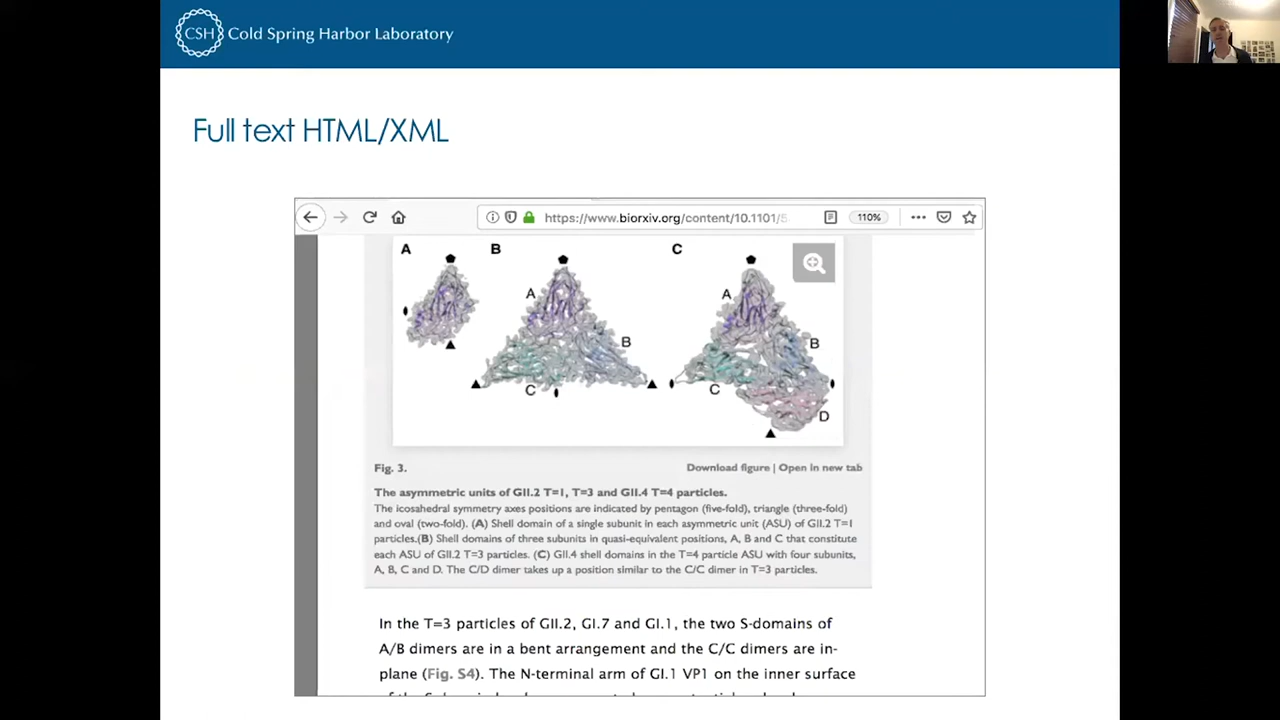 CSH Cold Spring Harbor Laboratory
Full text HTML/XML
https://www.biorxiv.org/content/10.1101/5
110%
A B C
A
A
B
B
C
C
D
Fig. 3.
Download figure | Open in new tab
The asymmetric units of GII.2 T=1, T=3 and GII.4 T=4 particles.
The icosahedral symmetry axes positions are indicated by pentagon (five-fold), triangle (three-fold)
and oval (two-fold). (A) Shell domain of a single subunit in each asymmetric unit (ASU) of GII.2 T=1
particles.(B) Shell domains of three subunits in quasi-equivalent positions, A, B and C that constitute
each ASU of GII.2 T=3 particles. (C) GII.4 shell domains in the T=4 particle ASU with four subunits,
A, B, C and D. The C/D dimer takes up a position similar to the C/C dimer in T=3 particles.
In the T=3 particles of GII.2, GI.7 and GI.1, the two S-domains of
A/B dimers are in a bent arrangement and the C/C dimers are in-
plane (Fig. S4). The N-terminal arm of GI.1 VP1 on the inner surface